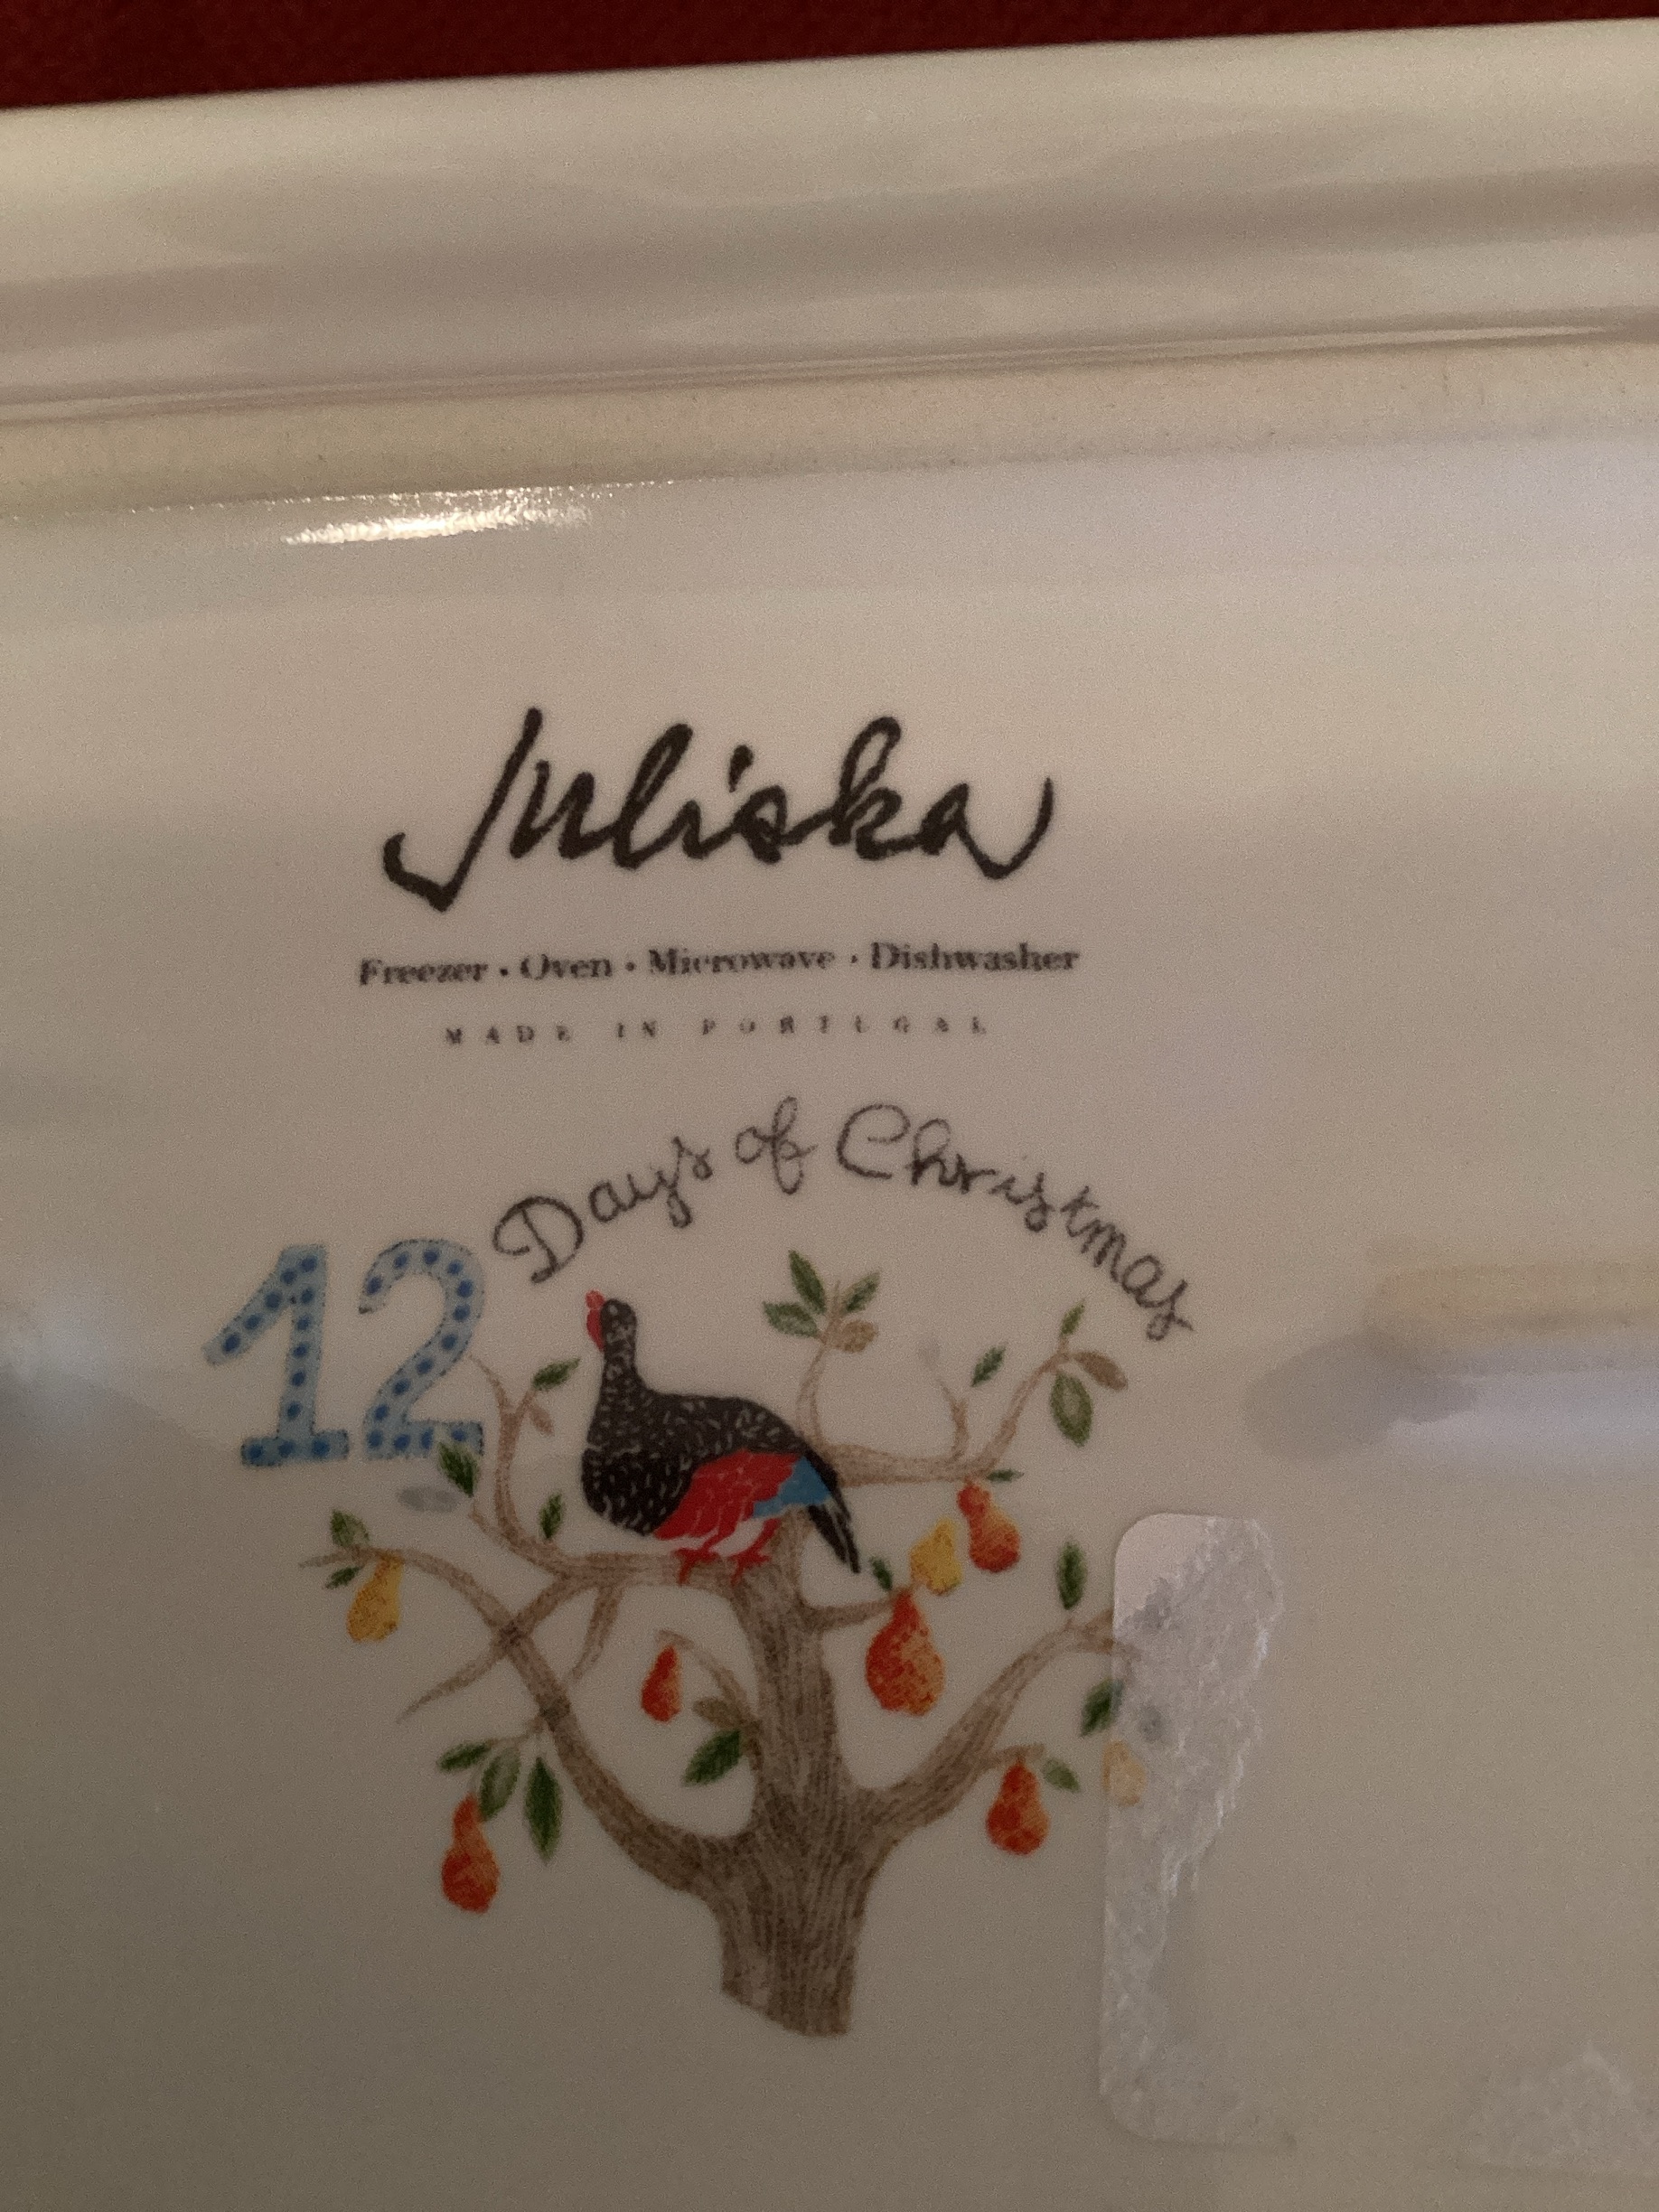 Juliska
Freezer · Oven · Microwave · Dishwasher
MADE IN PORTUGAL
12 Days of Christmas